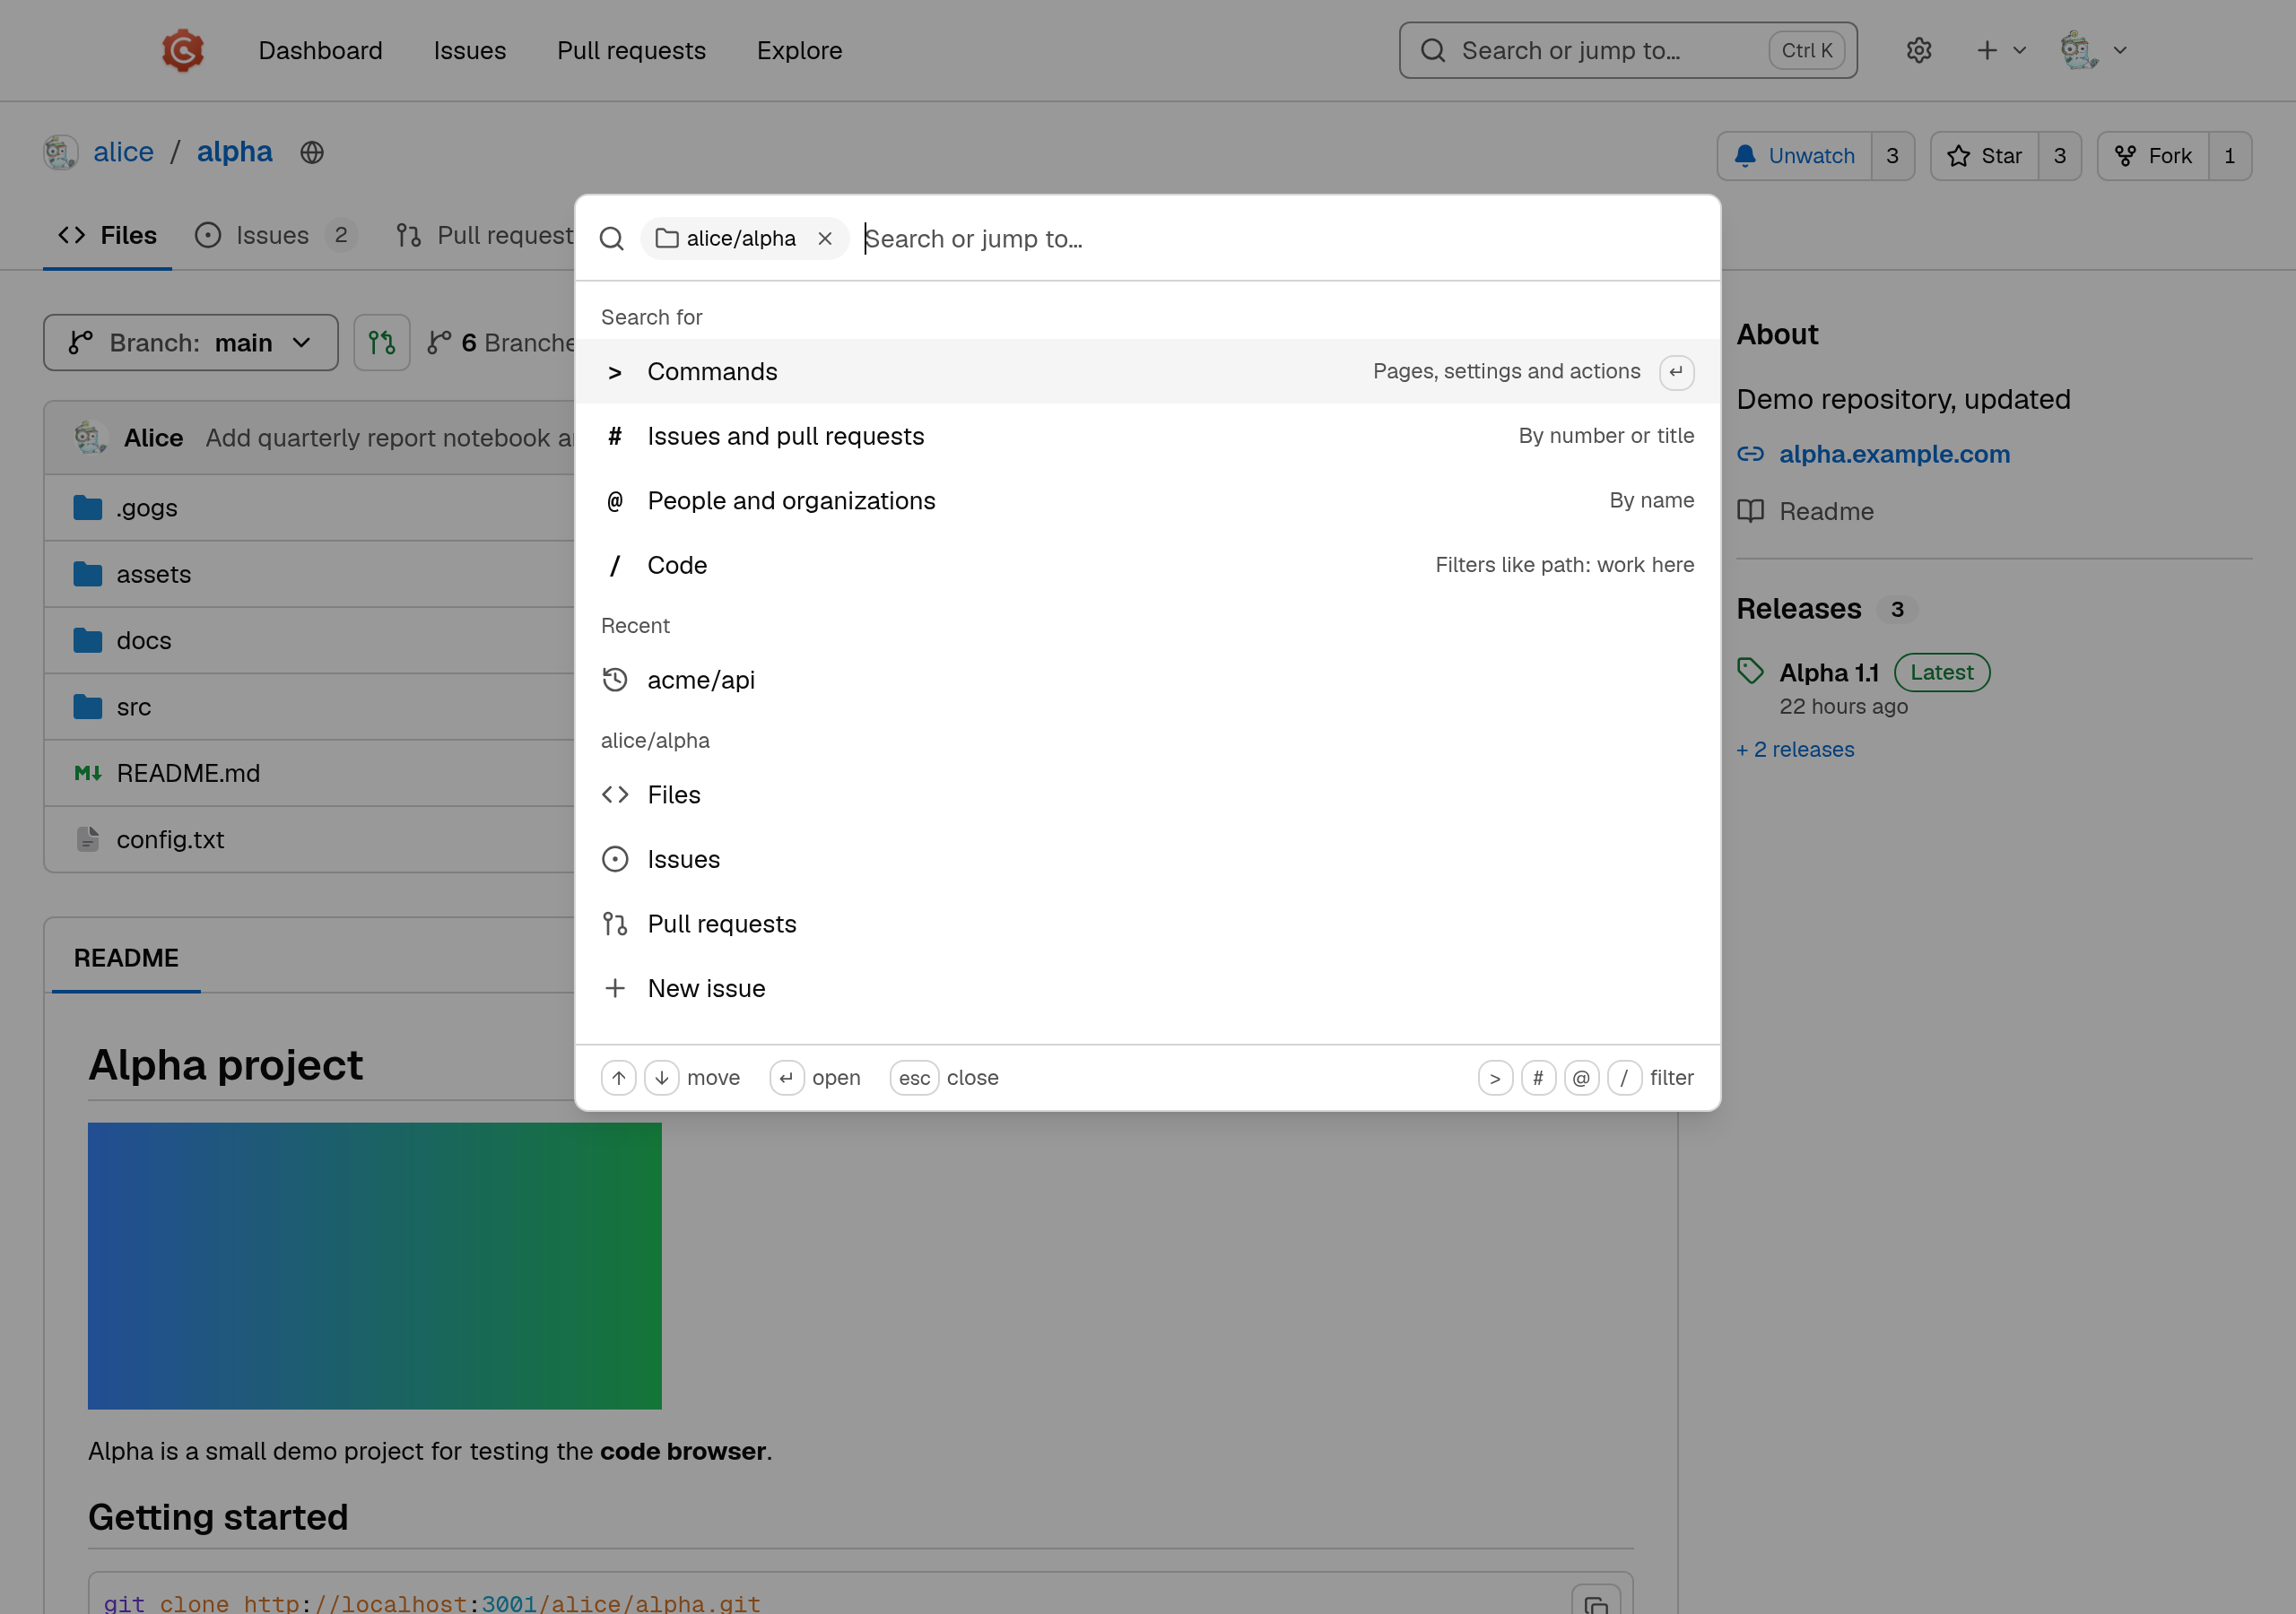 Dashboard Issues Pull requests Explore Search or jump to... Ctrl K
alice / alpha Unwatch 3 Star 3 Fork 1
Files Issues 2 Pull request
alice/alpha Search or jump to...
Search for
> Commands Pages, settings and actions
# Issues and pull requests By number or title
@ People and organizations By name
/ Code Filters like path: work here
Recent
acme/api
alice/alpha
Files
Issues
Pull requests
New issue
move open esc close > # @ / filter
Branch: main 6 Branche
Alice Add quarterly report notebook a
.gogs
assets
docs
src
README.md
config.txt
README
Alpha project
Alpha is a small demo project for testing the code browser.
Getting started
git clone http://localhost:3001/alice/alpha.git
About
Demo repository, updated
alpha.example.com
Readme
Releases 3
Alpha 1.1 Latest
22 hours ago
+ 2 releases